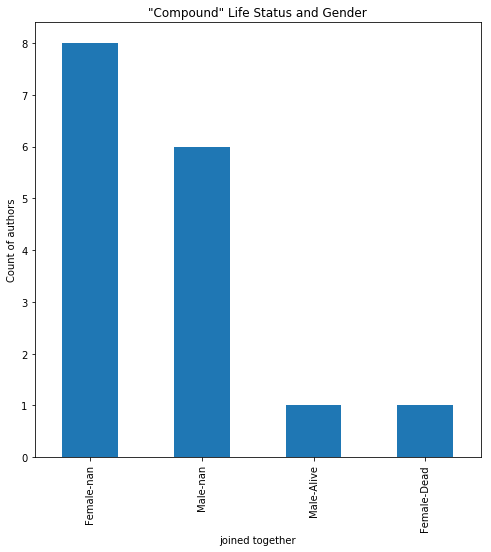 "Compound" Life Status and Gender
Count of authors
8
7
6
5
4
3
2
1
0
Female-nan
Male-nan
Male-Alive
Female-Dead
joined together